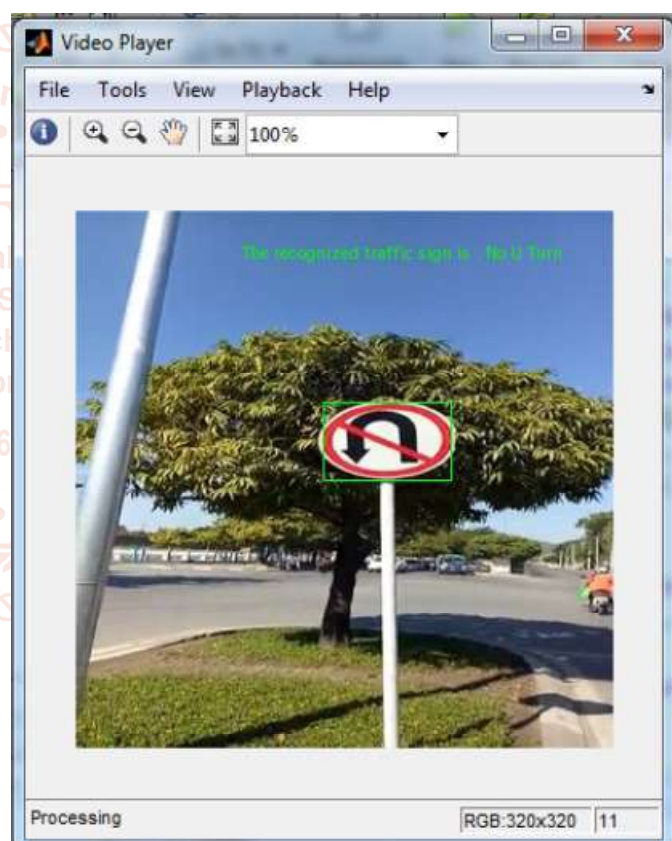 Video Player
File Tools View Playback Help
100%
The recognized traffic sign is No U Turn
Processing
RGB:320x320 11